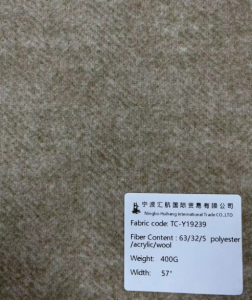 宁波汇航国际贸易有限公司
Ningbo Huihang International Trade CO.,LTD
Fabric code: TC-Y19239
Fiber Content : 63/32/5 polyester
/acrylic/wool
Weight: 400G
Width: 57"